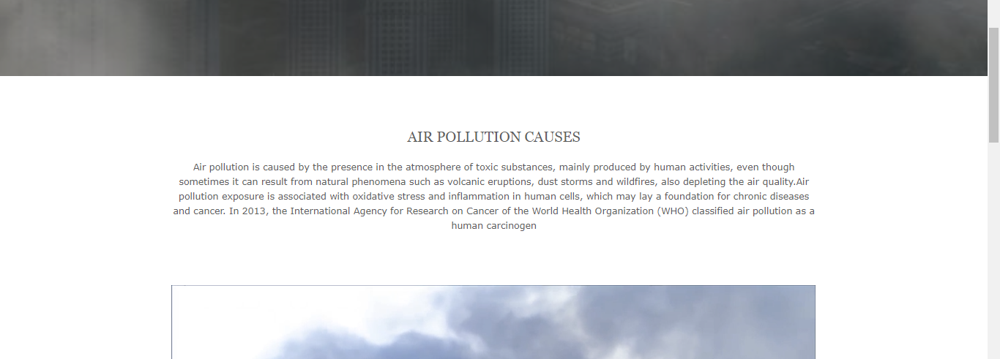 AIR POLLUTION CAUSES
Air pollution is caused by the presence in the atmosphere of toxic substances, mainly produced by human activities, even though
sometimes it can result from natural phenomena such as volcanic eruptions, dust storms and wildfires, also depleting the air quality.Air
pollution exposure is associated with oxidative stress and inflammation in human cells, which may lay a foundation for chronic diseases
and cancer. In 2013, the International Agency for Research on Cancer of the World Health Organization (WHO) classified air pollution as a
human carcinogen